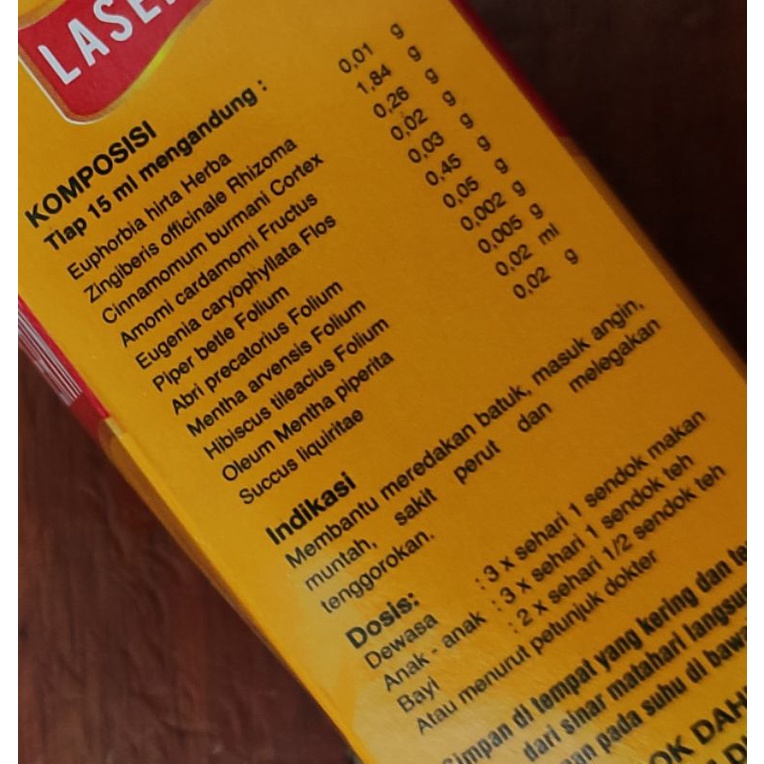 LASE
KOMPOSISI
Tiap 15 ml mengandung :
Euphorbia hirta Herba 0,01 g
Zingiberis officinale Rhizoma 1,84 g
Cinnamomum burmani Cortex 0,26 g
Amomi cardamomi Fructus 0,02 g
Eugenia caryophyllata Flos 0,03 g
Piper betle Folium 0,45 g
Abri precatorius Folium 0,05 g
Mentha arvensis Folium 0,002 g
Hibiscus tileacius Folium 0,005 g
Oleum Mentha piperita 0,02 ml
Succus liquiritae 0,02 g
Indikasi
Membantu meredakan batuk, masuk angin,
muntah, sakit perut dan melegakan
tenggorokan.
Dosis:
Dewasa : 3 x sehari 1 sendok makan
Anak - anak : 3 x sehari 1 sendok teh
Bayi : 2 x sehari 1/2 sendok teh
Atau menurut petunjuk dokter
Simpan di tempat yang kering dan
dari sinar matahari
pada suhu di